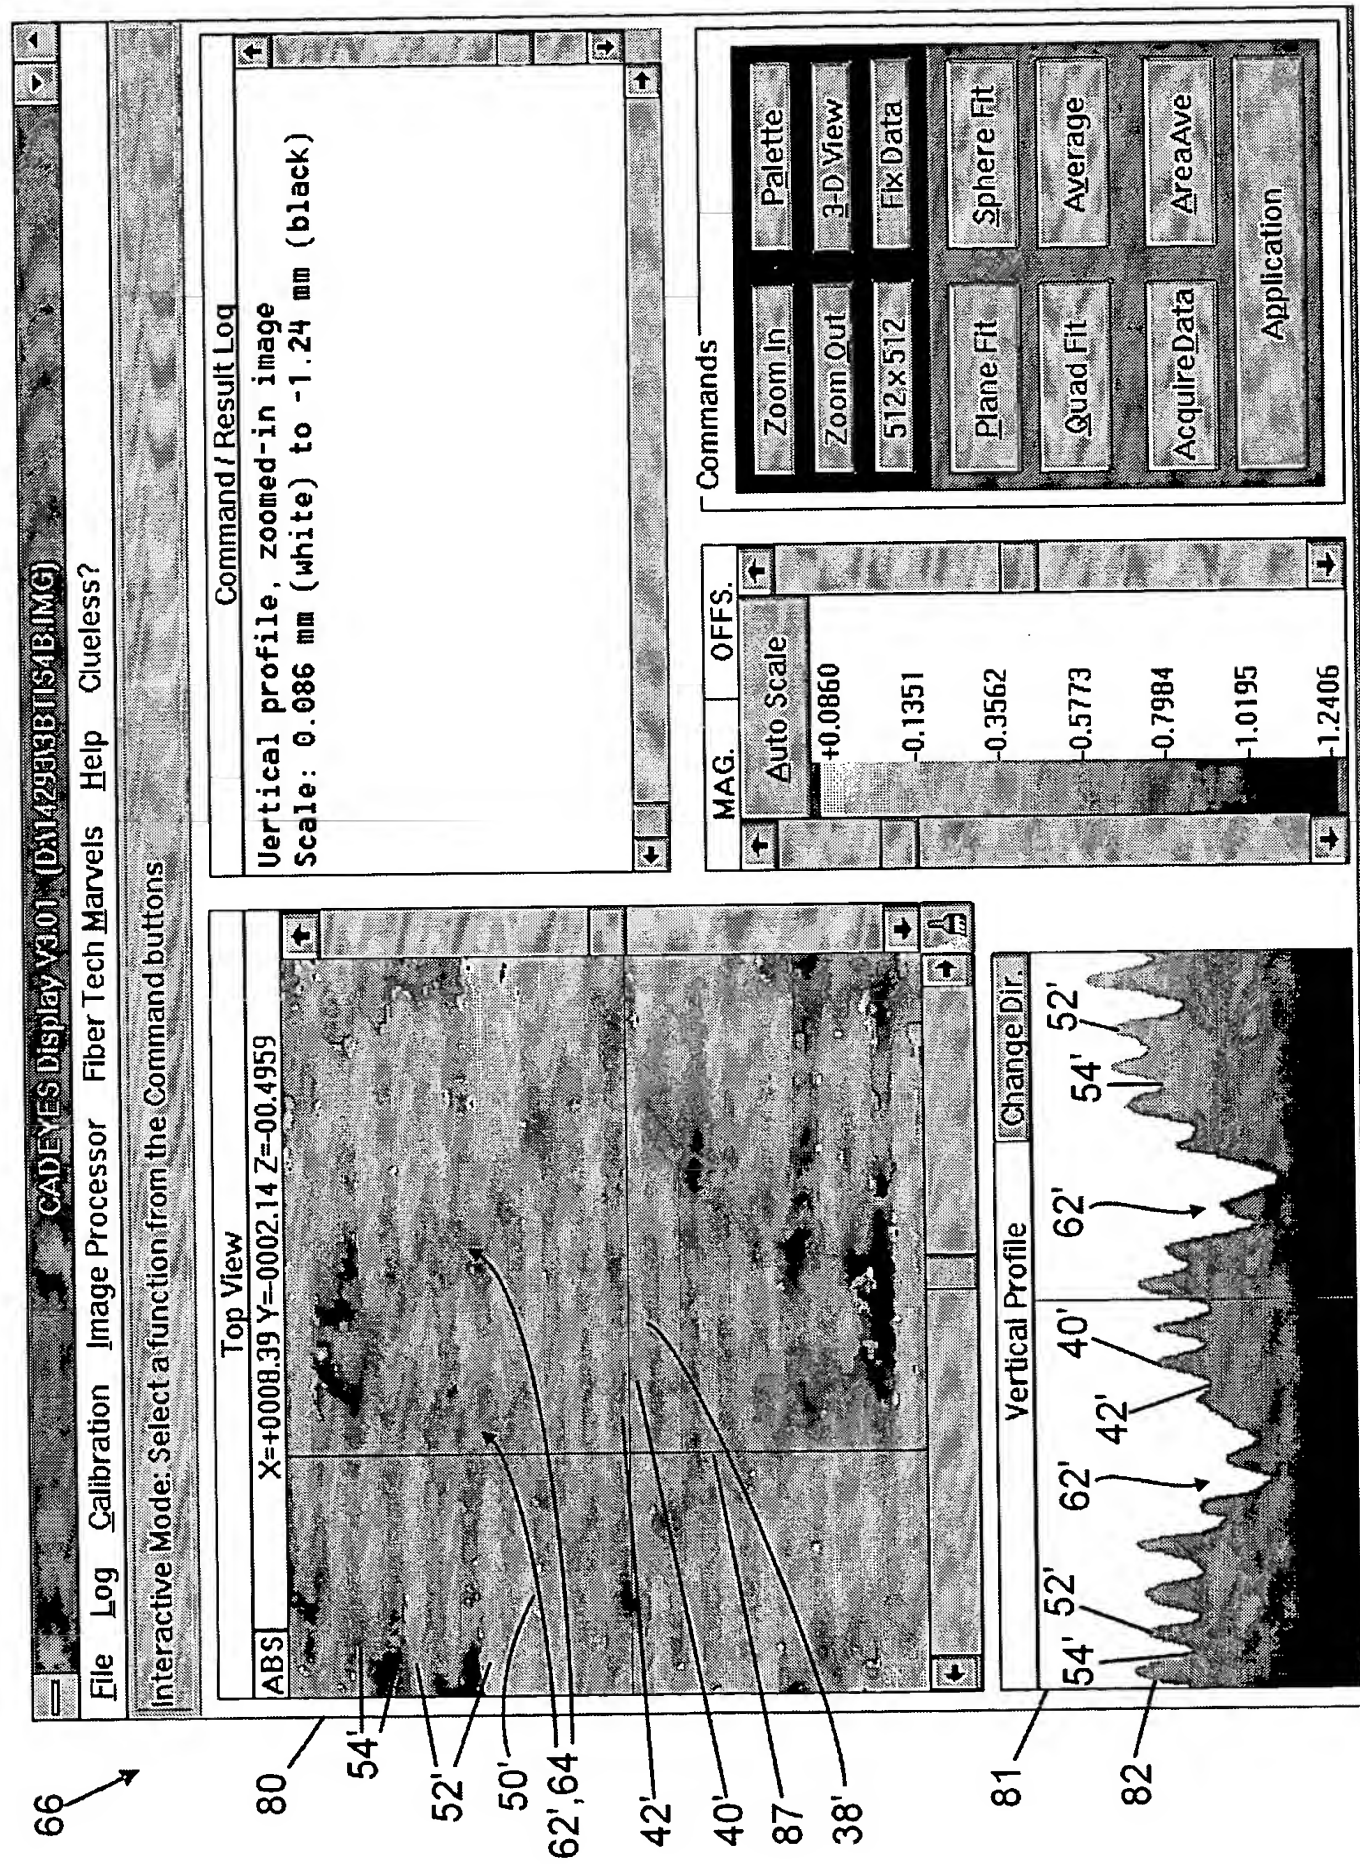 66
CADEYES Display V3.01 (DA14293\3BTIS4B.IMG)
File Log Calibration Image Processor Fiber Tech Marvels Help Clueless?
Interactive Mode: Select a function from the Command buttons
80
Top View
ABS X=+0008.39 Y=-0002.14 Z=-00.4959
54'
52'
50'
62', 64
42'
40'
87
38'
Command / Result Log
Vertical profile, zoomed-in image
Scale: 0.086 mm (white) to -1.24 mm (black)
81
82
Vertical Profile Change Dir.
54'
52'
62'
42'
40'
62'
54'
52'
MAG. OFFS.
Auto Scale
+0.0860
-0.1351
-0.3562
-0.5773
-0.7984
-1.0195
-1.2406
Commands
Zoom In Palette
Zoom Out 3-D View
512 x 512 Fix Data
Plane Fit Sphere Fit
Quad Fit Average
AcquireData AreaAve
Application